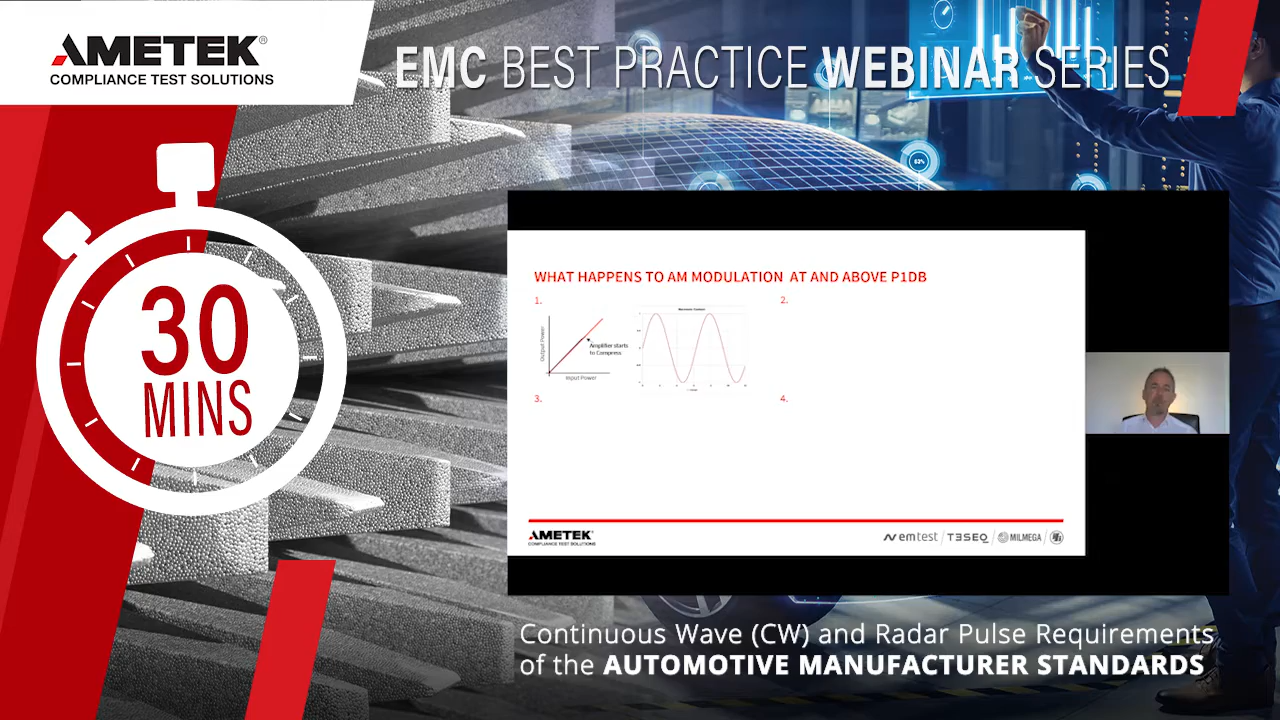 AMETEK®
COMPLIANCE TEST SOLUTIONS
EMC BEST PRACTICE WEBINAR SERIES
63%
30
MINS
WHAT HAPPENS TO AM MODULATION AT AND ABOVE P1DB
1.
2.
Output Power
Amplifier starts
to Compress
Input Power
3.
4.
AMETEK®
COMPLIANCE TEST SOLUTIONS
emtest / TESEQ / MILMEGA /
Continuous Wave (CW) and Radar Pulse Requirements
of the AUTOMOTIVE MANUFACTURER STANDARDS